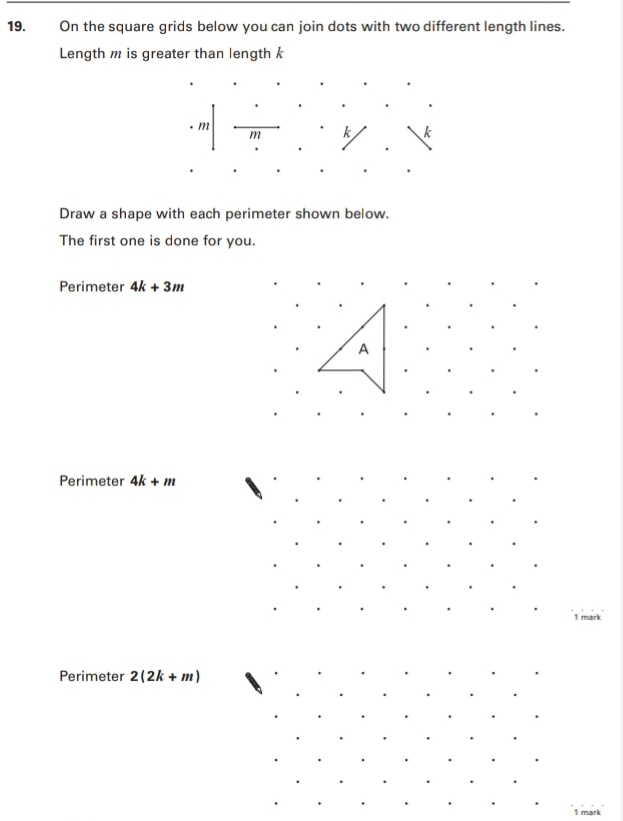 19. On the square grids below you can join dots with two different length lines.
Length m is greater than length k
m
m
k
k
Draw a shape with each perimeter shown below.
The first one is done for you.
Perimeter 4k + 3m
A
Perimeter 4k + m
1 mark
Perimeter 2(2k + m)
1 mark